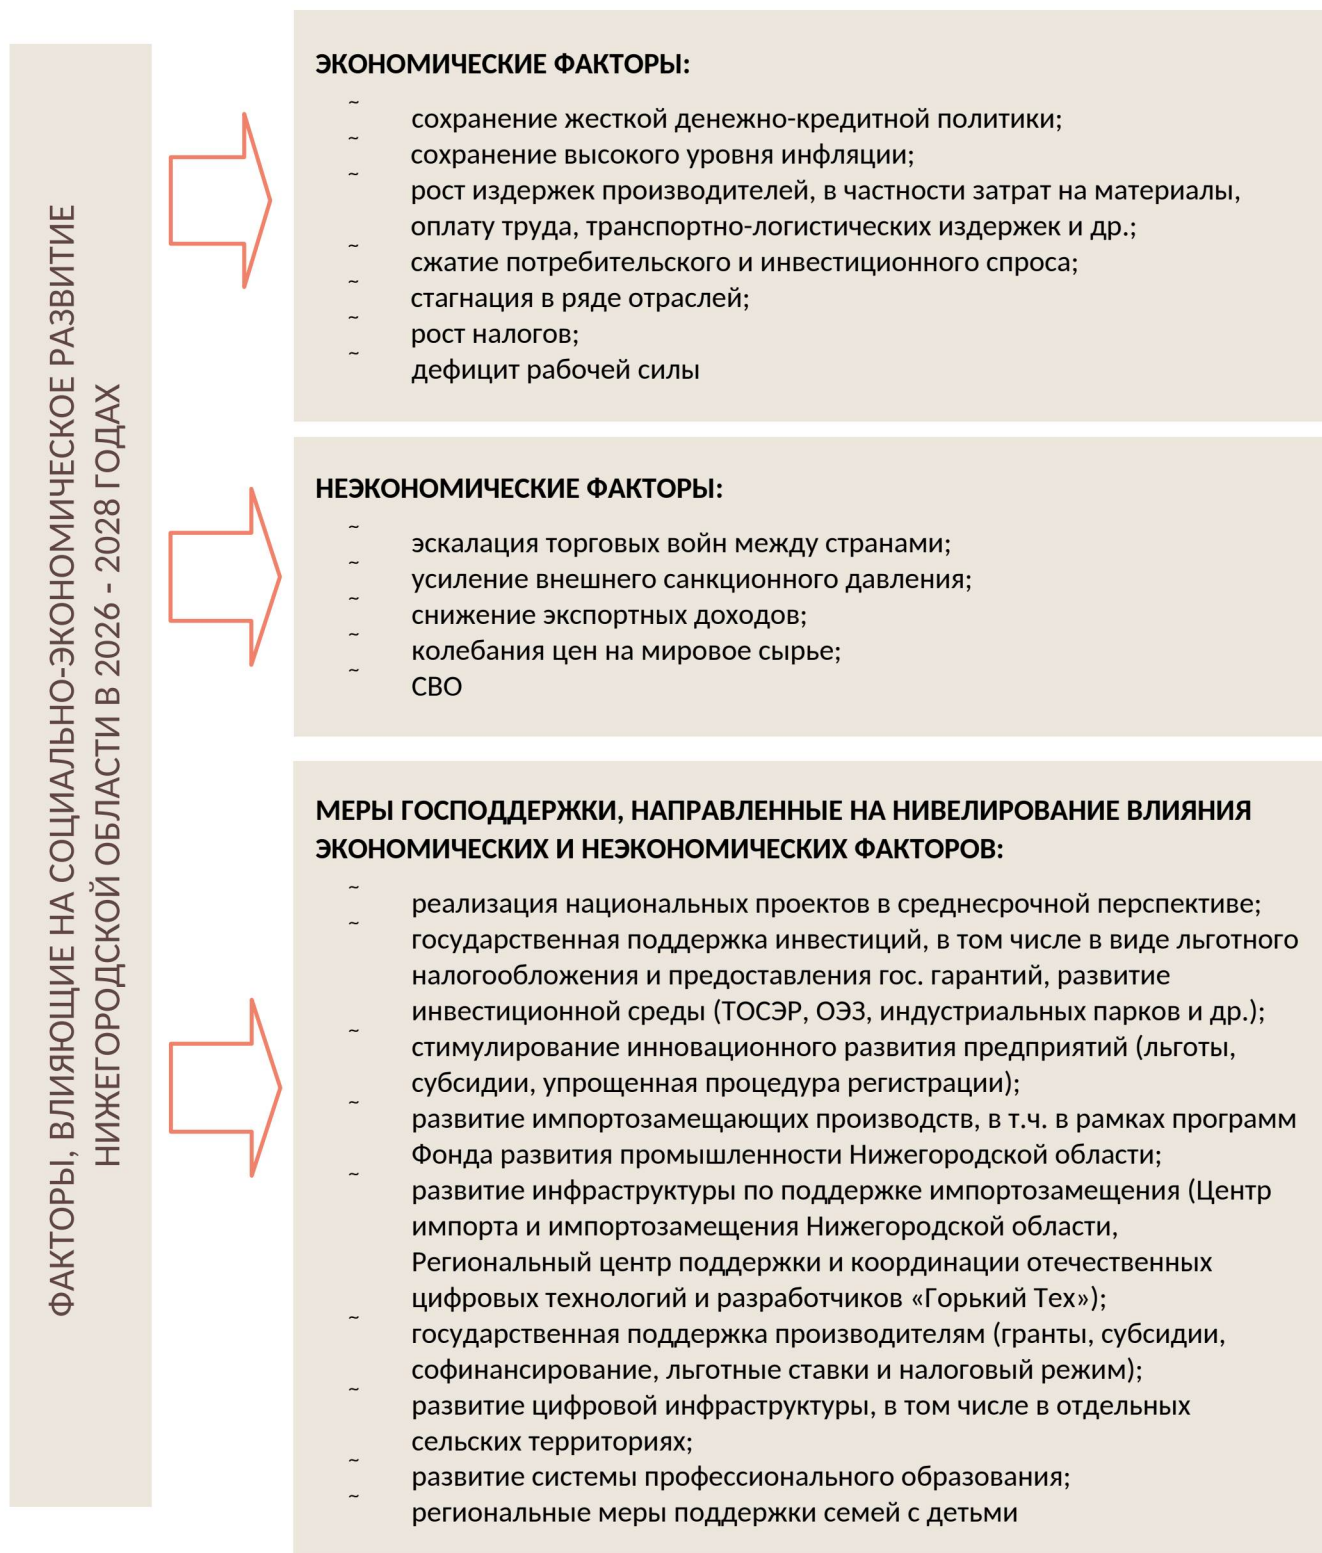 ФАКТОРЫ, ВЛИЯЮЩИЕ НА СОЦИАЛЬНО-ЭКОНОМИЧЕСКОЕ РАЗВИТИЕ
НИЖЕГОРОДСКОЙ ОБЛАСТИ В 2026 - 2028 ГОДАХ
ЭКОНОМИЧЕСКИЕ ФАКТОРЫ:
~ сохранение жесткой денежно-кредитной политики;
~ сохранение высокого уровня инфляции;
~ рост издержек производителей, в частности затрат на материалы,
оплату труда, транспортно-логистических издержек и др.;
~ сжатие потребительского и инвестиционного спроса;
~ стагнация в ряде отраслей;
~ рост налогов;
~ дефицит рабочей силы
НЕЭКОНОМИЧЕСКИЕ ФАКТОРЫ:
~ эскалация торговых войн между странами;
~ усиление внешнего санкционного давления;
~ снижение экспортных доходов;
~ колебания цен на мировое сырье;
~ СВО
МЕРЫ ГОСПОДДЕРЖКИ, НАПРАВЛЕННЫЕ НА НИВЕЛИРОВАНИЕ ВЛИЯНИЯ
ЭКОНОМИЧЕСКИХ И НЕЭКОНОМИЧЕСКИХ ФАКТОРОВ:
~ реализация национальных проектов в среднесрочной перспективе;
~ государственная поддержка инвестиций, в том числе в виде льготного
налогообложения и предоставления гос. гарантий, развитие
инвестиционной среды (ТОСЭР, ОЭЗ, индустриальных парков и др.);
~ стимулирование инновационного развития предприятий (льготы,
субсидии, упрощенная процедура регистрации);
~ развитие импортозамещающих производств, в т.ч. в рамках программ
Фонда развития промышленности Нижегородской области;
~ развитие инфраструктуры по поддержке импортозамещения (Центр
импорта и импортозамещения Нижегородской области,
Региональный центр поддержки и координации отечественных
цифровых технологий и разработчиков «Горький Тех»);
~ государственная поддержка производителям (гранты, субсидии,
софинансирование, льготные ставки и налоговый режим);
~ развитие цифровой инфраструктуры, в том числе в отдельных
сельских территориях;
~ развитие системы профессионального образования;
~ региональные меры поддержки семей с детьми